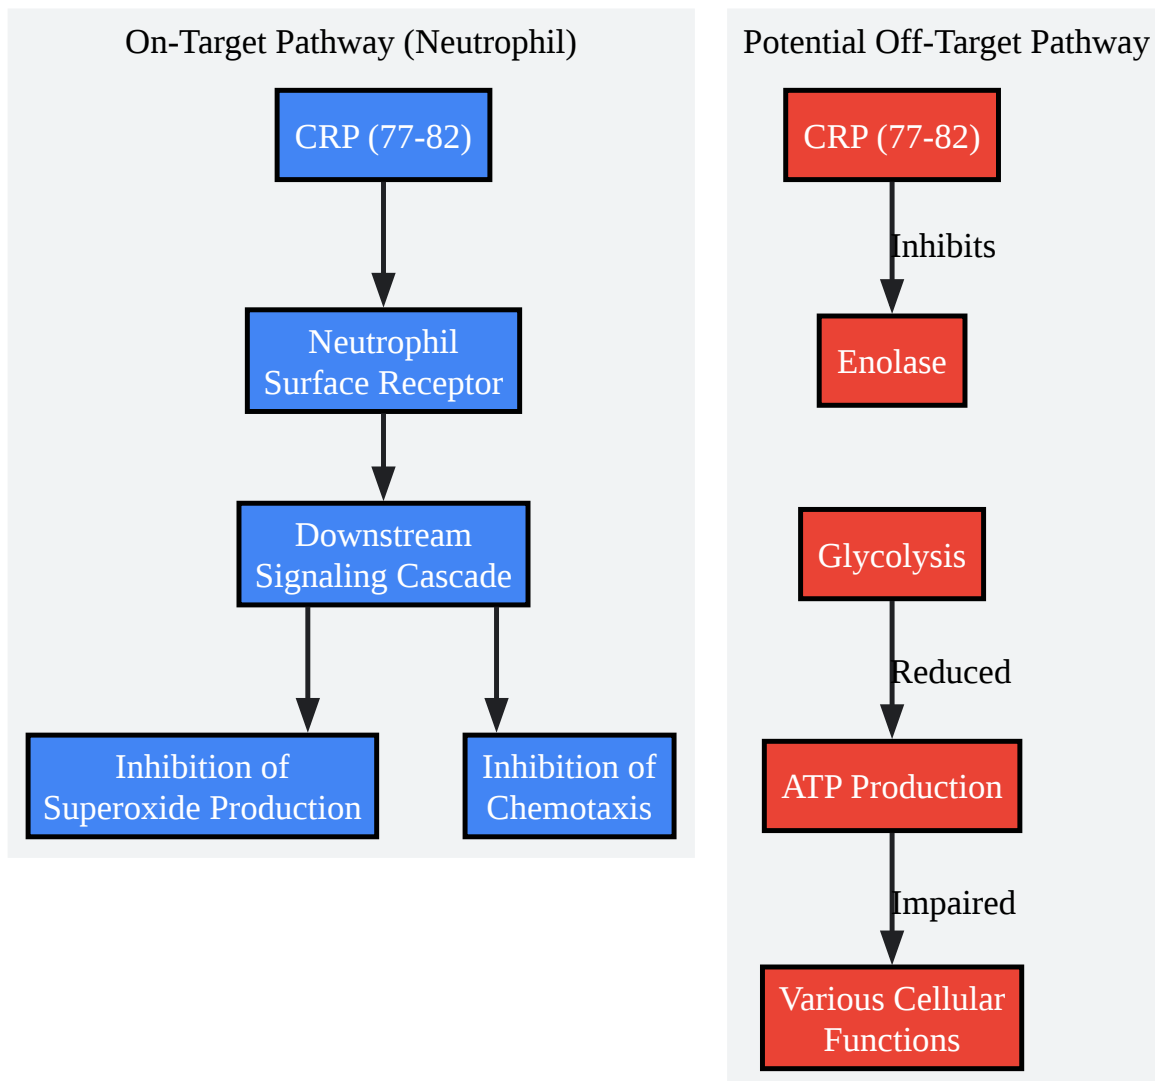 On-Target Pathway (Neutrophil)
CRP (77-82)
Neutrophil
Surface Receptor
Downstream
Signaling Cascade
Inhibition of
Superoxide Production
Inhibition of
Chemotaxis
Potential Off-Target Pathway
CRP (77-82)
Inhibits
Enolase
Glycolysis
Reduced
ATP Production
Impaired
Various Cellular
Functions